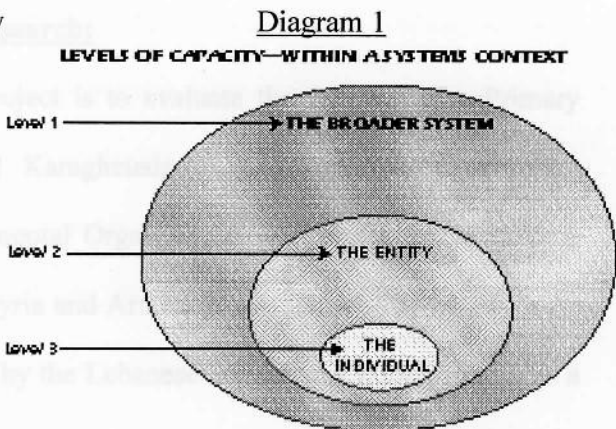 Diagram 1
LEVELS OF CAPACITY—WITHIN A SYSTEMS CONTEXT
Level 1 THE BROADER SYSTEM
Level 2 THE ENTITY
Level 3 THE
INDIVIDUAL